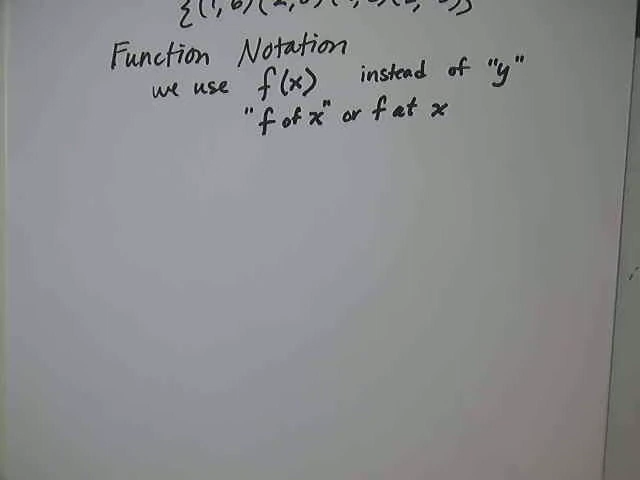 Function Notation
we use f(x) instead of "y"
"f of x" or f at x